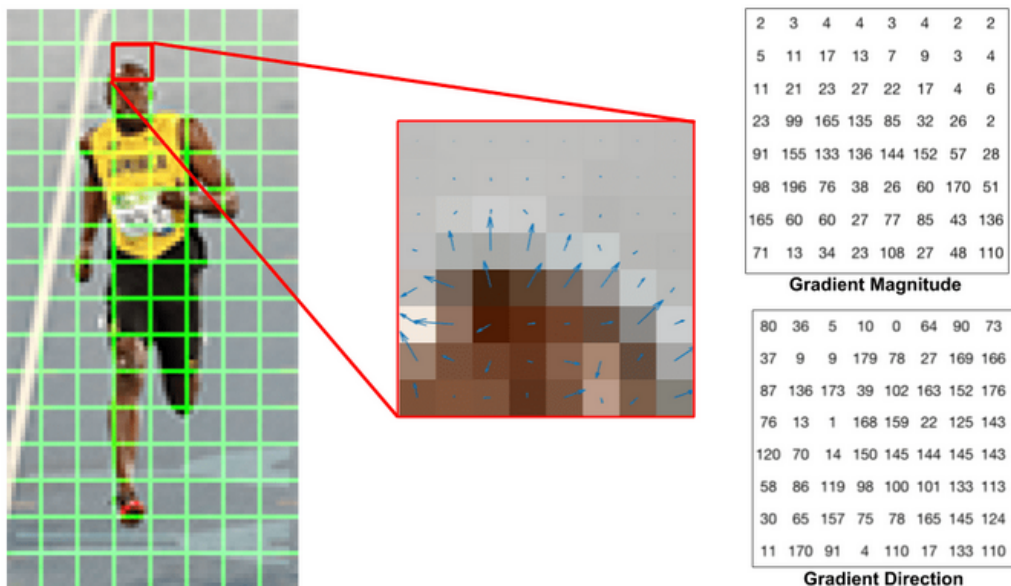 2 3 4 4 3 4 2 2
5 11 17 13 7 9 3 4
11 21 23 27 22 17 4 6
23 99 165 135 85 32 26 2
91 155 133 136 144 152 57 28
98 196 76 38 26 60 170 51
165 60 60 27 77 85 43 136
71 13 34 23 108 27 48 110
Gradient Magnitude
80 36 5 10 0 64 90 73
37 9 9 179 78 27 169 166
87 136 173 39 102 163 152 176
76 13 1 168 159 22 125 143
120 70 14 150 145 144 145 143
58 86 119 98 100 101 133 113
30 65 157 75 78 165 145 124
11 170 91 4 110 17 133 110
Gradient Direction